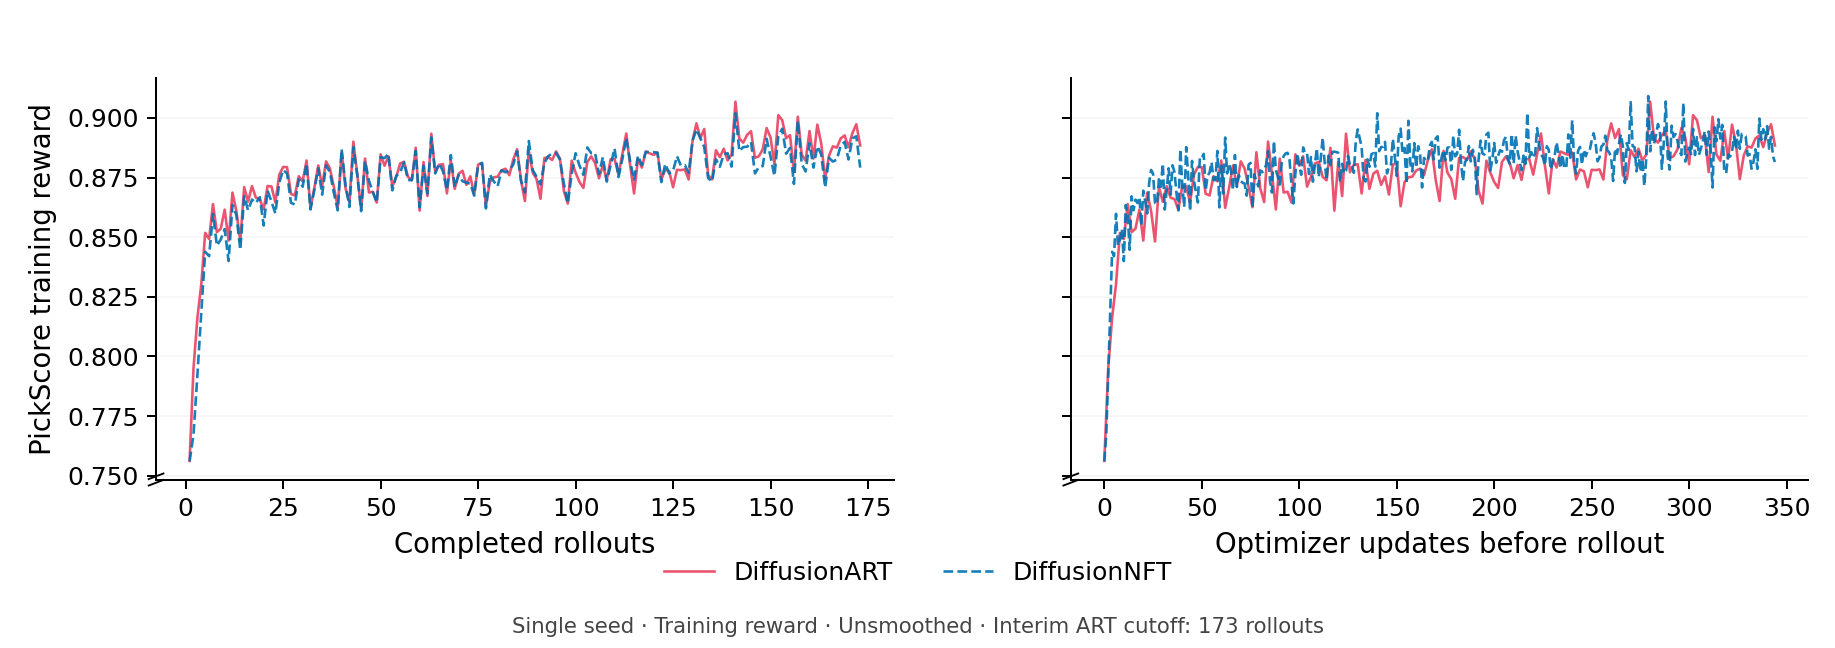 PickScore training reward
0.900
0.875
0.850
0.825
0.800
0.775
0.750
0 25 50 75 100 125 150 175
Completed rollouts
0 50 100 150 200 250 300 350
Optimizer updates before rollout
DiffusionART DiffusionNFT
Single seed · Training reward · Unsmoothed · Interim ART cutoff: 173 rollouts